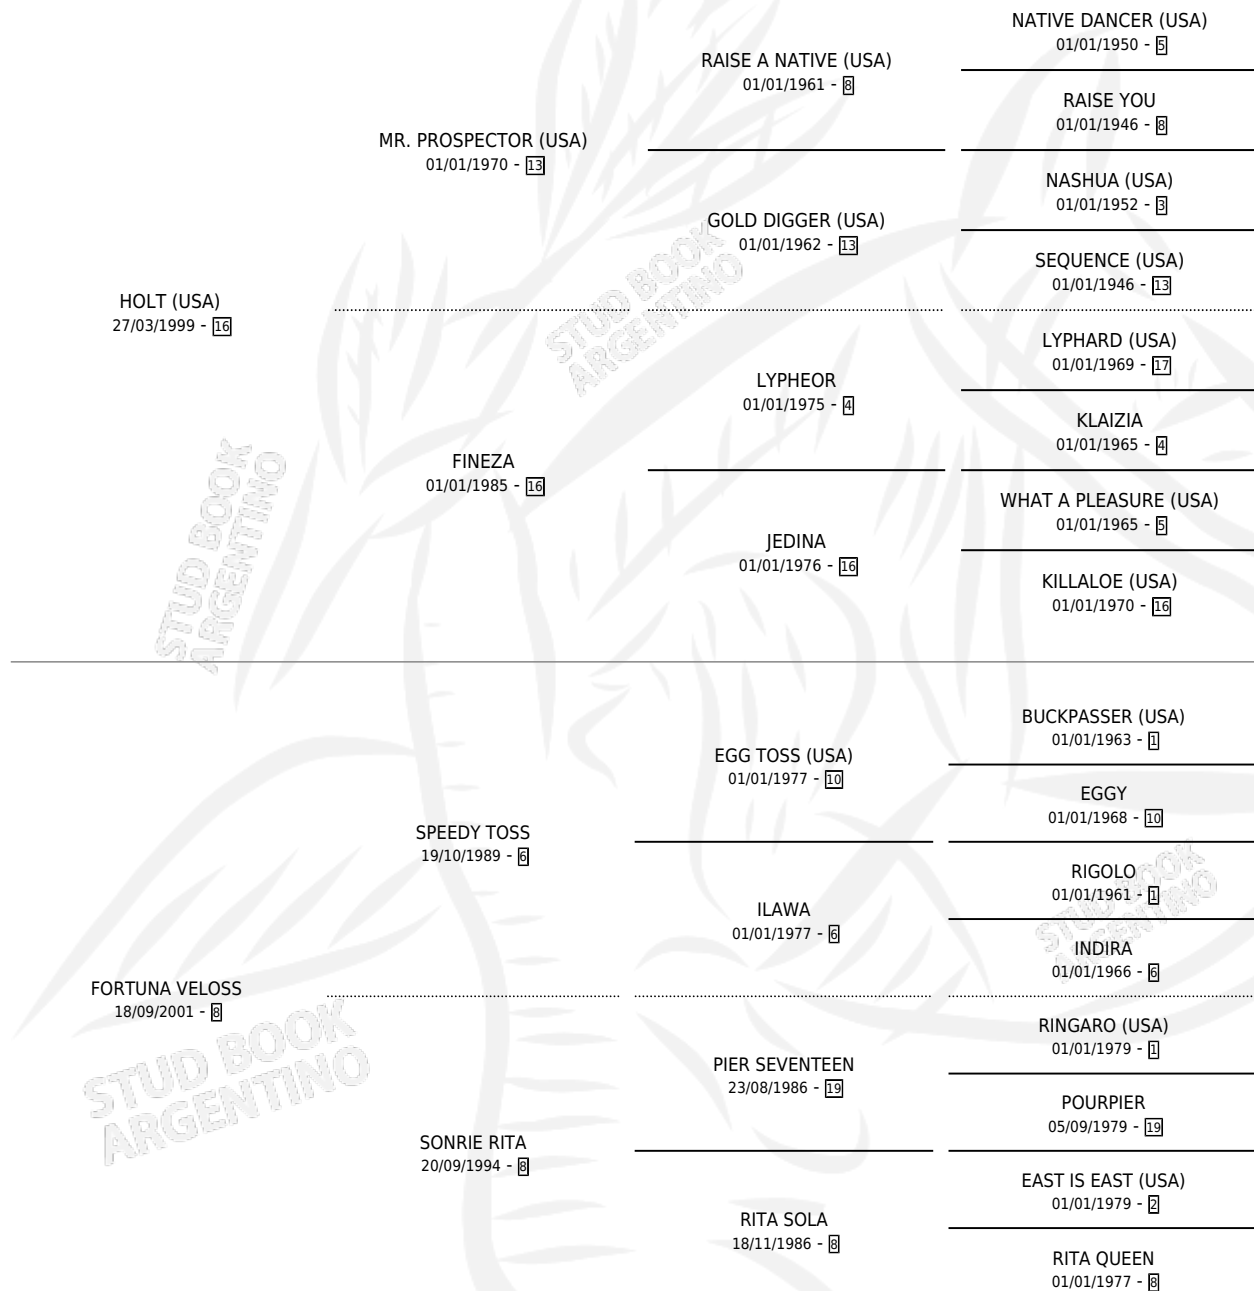 NATIVE DANCER (USA)
01/01/1950 - 5
RAISE A NATIVE (USA)
01/01/1961 - 8
RAISE YOU
01/01/1946 - 8
MR. PROSPECTOR (USA)
01/01/1970 - 13
NASHUA (USA)
01/01/1952 - 3
GOLD DIGGER (USA)
01/01/1962 - 13
SEQUENCE (USA)
01/01/1946 - 13
HOLT (USA)
27/03/1999 - 16
LYPHARD (USA)
01/01/1969 - 17
LYPHEOR
01/01/1975 - 4
KLAIZIA
01/01/1965 - 4
FINEZA
01/01/1985 - 16
WHAT A PLEASURE (USA)
01/01/1965 - 5
JEDINA
01/01/1976 - 16
KILLALOE (USA)
01/01/1970 - 16
BUCKPASSER (USA)
01/01/1963 - 1
EGG TOSS (USA)
01/01/1977 - 10
EGGY
01/01/1968 - 10
SPEEDY TOSS
19/10/1989 - 6
RIGOLO
01/01/1961 - 1
ILAWA
01/01/1977 - 6
INDIRA
01/01/1966 - 6
FORTUNA VELOSS
18/09/2001 - 8
RINGARO (USA)
01/01/1979 - 1
PIER SEVENTEEN
23/08/1986 - 19
POURPIER
05/09/1979 - 19
SONRIE RITA
20/09/1994 - 8
EAST IS EAST (USA)
01/01/1979 - 2
RITA SOLA
18/11/1986 - 8
RITA QUEEN
01/01/1977 - 8
STUD BOOK
ARGENTINO
STUD BOOK
ARGENTINO
STUD BOOK
ARGENTINO
STUD BOOK
ARGENTINO